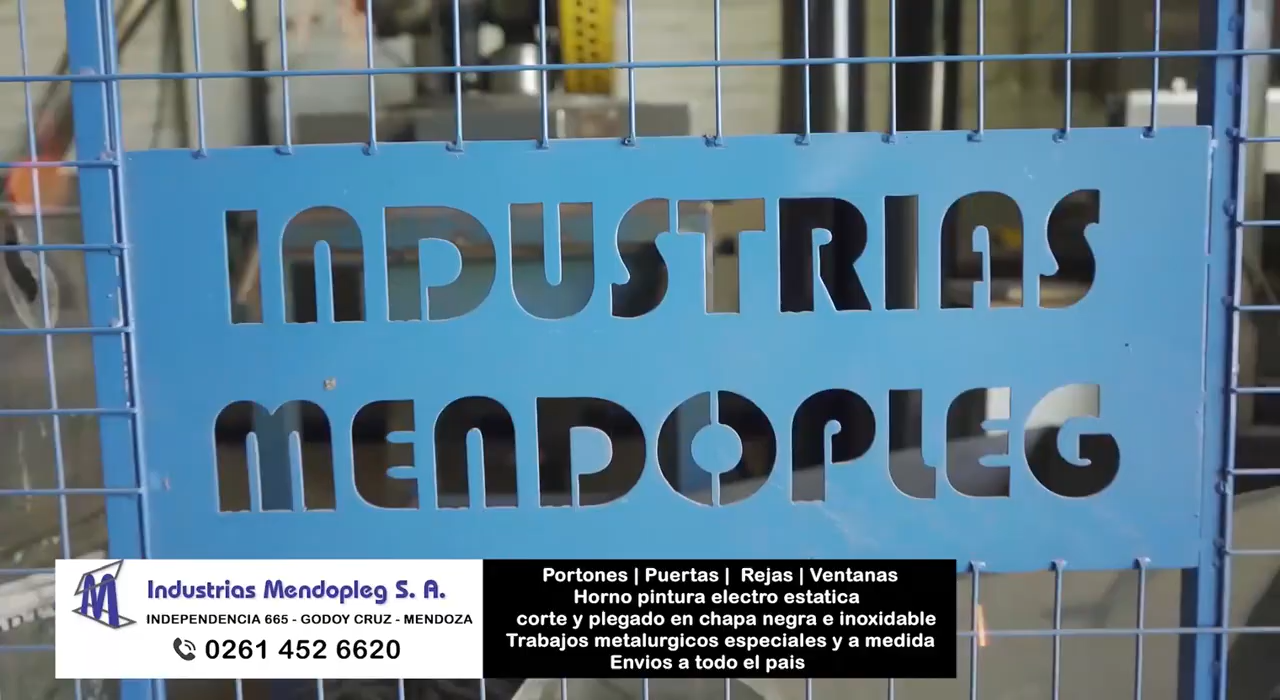 INDUSTRIAS
MENDOPLEG
Industrias Mendopleg S. A.
INDEPENDENCIA 665 - GODOY CRUZ - MENDOZA
0261 452 6620
Portones | Puertas | Rejas | Ventanas
Horno pintura electro estatica
corte y plegado en chapa negra e inoxidable
Trabajos metalurgicos especiales y a medida
Envios a todo el pais